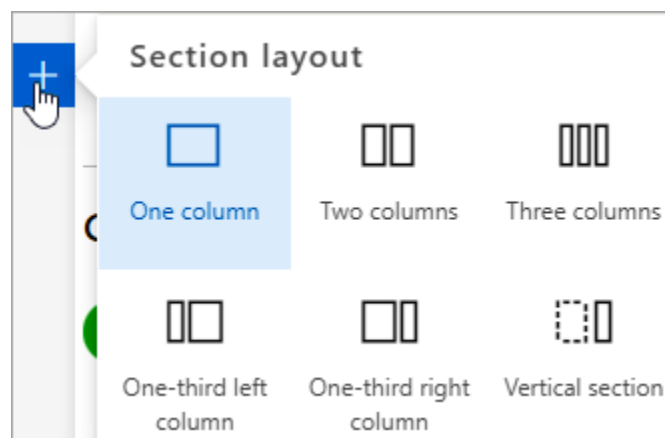 Section layout
One column
Two columns
Three columns
One-third left
column
One-third right
column
Vertical section